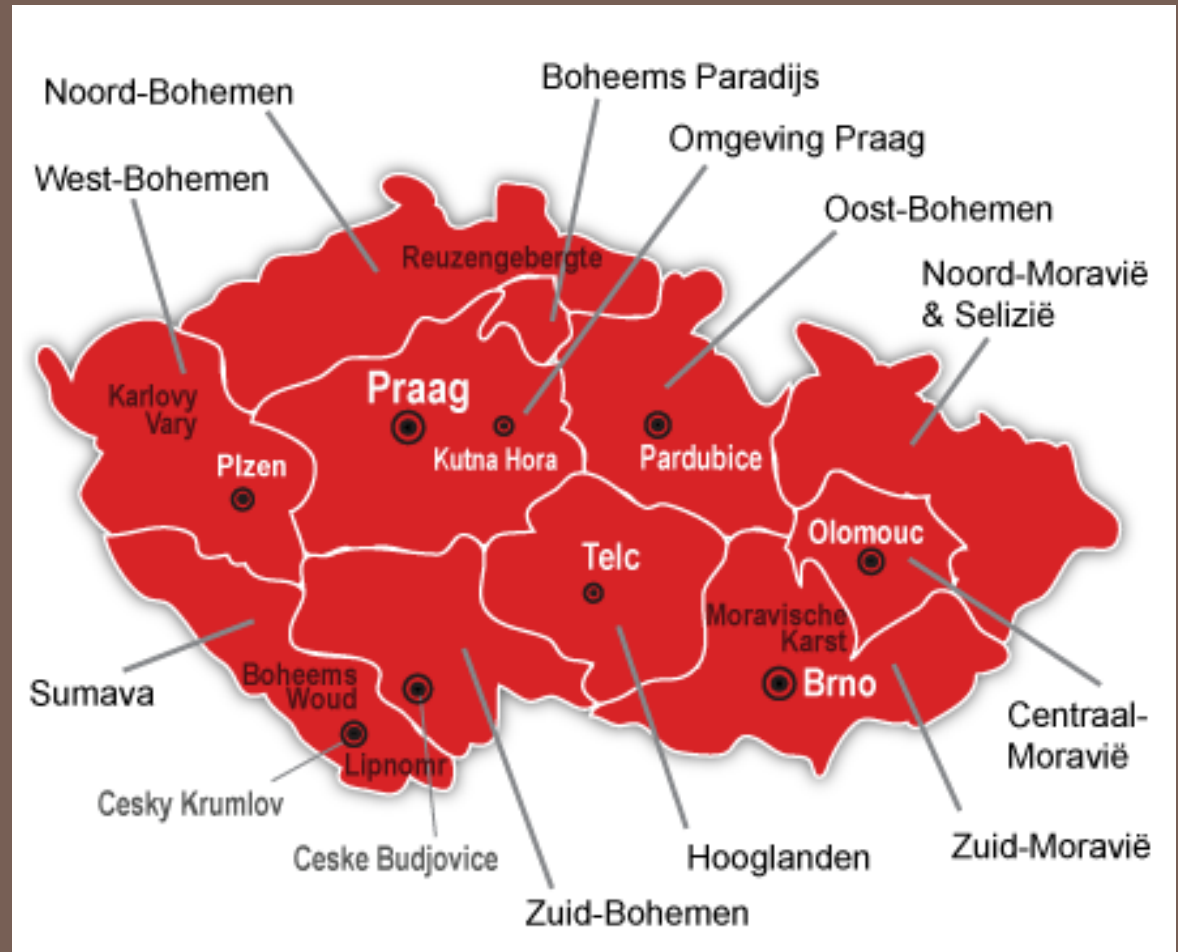 Boheems Paradijs
Noord-Bohemen
Omgeving Praag
West-Bohemen
Oost-Bohemen
Reuzengebergte
Noord-Moravië
& Selizië
Praag
Karlovy
Vary
Kutna Hora
Pardubice
Plzen
Olomouc
Telc
Moravische
Karst
Boheems
Woud
Brno
Sumava
Lipnomr
Centraal-
Moravië
Cesky Krumlov
Zuid-Moravië
Ceske Budjovice
Hooglanden
Zuid-Bohemen